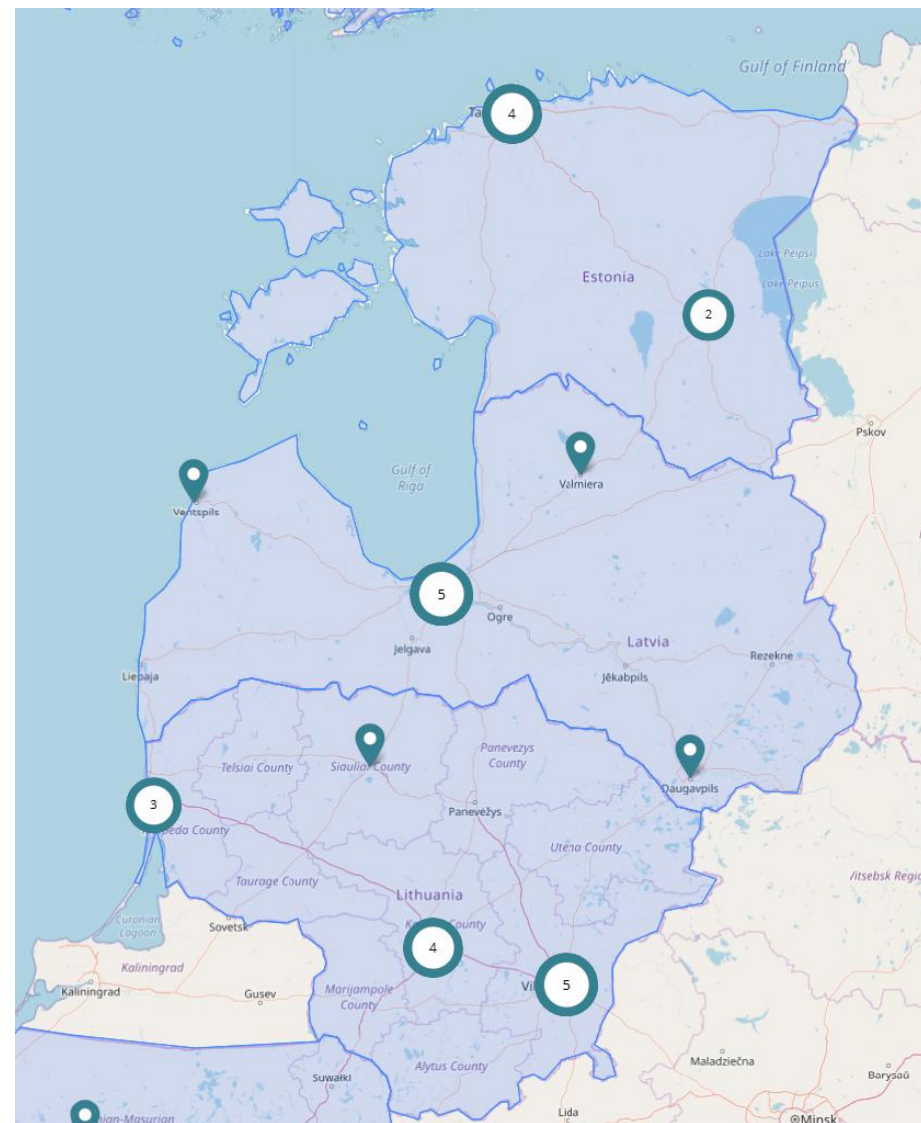 Gulf of Finland
4
Estonia
Lake Peipsi
Lake Peipus
2
Pskov
Gulf of
Riga
Valmiera
Ventspils
5
Ogre
Latvia
Jelgava
Rezekne
Jēkabpils
Liepaja
Panevezys
County
Telsiai County
Siauliai County
Daugavpils
3
Panevėžys
County
Utena County
Taurage County
Lithuania
County
Curonian
Lagoon
Sovetsk
4
Kaliningrad
Kaliningrad
Gusev
Marijampole
County
5
Alytus County
Maladziečna
Suwałki
Barysaŭ
Lida
Minsk